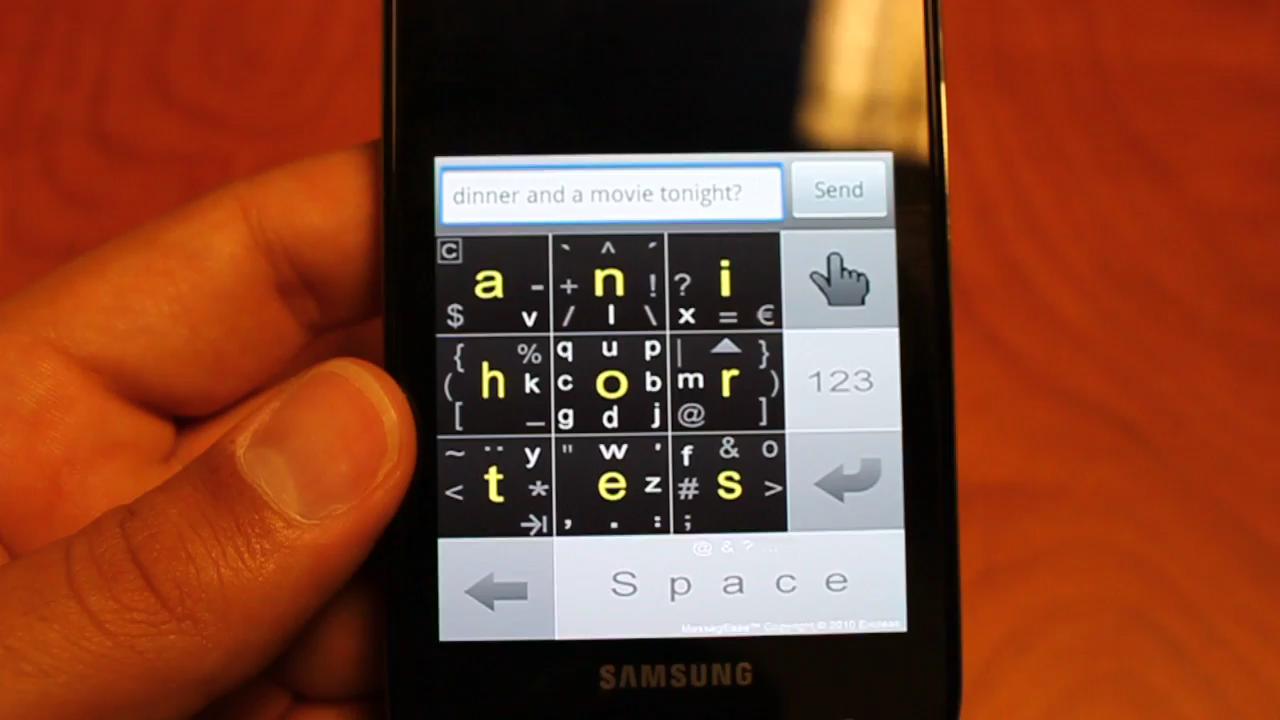 dinner and a movie tonight? Send
C a - $ v
` ^ ´ + n ! / l \
? i x = €
{ % ( h k [ _
q u p c o b g d j
| } m r ) @ ]
~ ¨ y < t * →|
" w ' e z , . :
f & o # s > ;
123
@ & ? ...
Space
MessagEase™ Copyright © 2010 Exideas
SAMSUNG